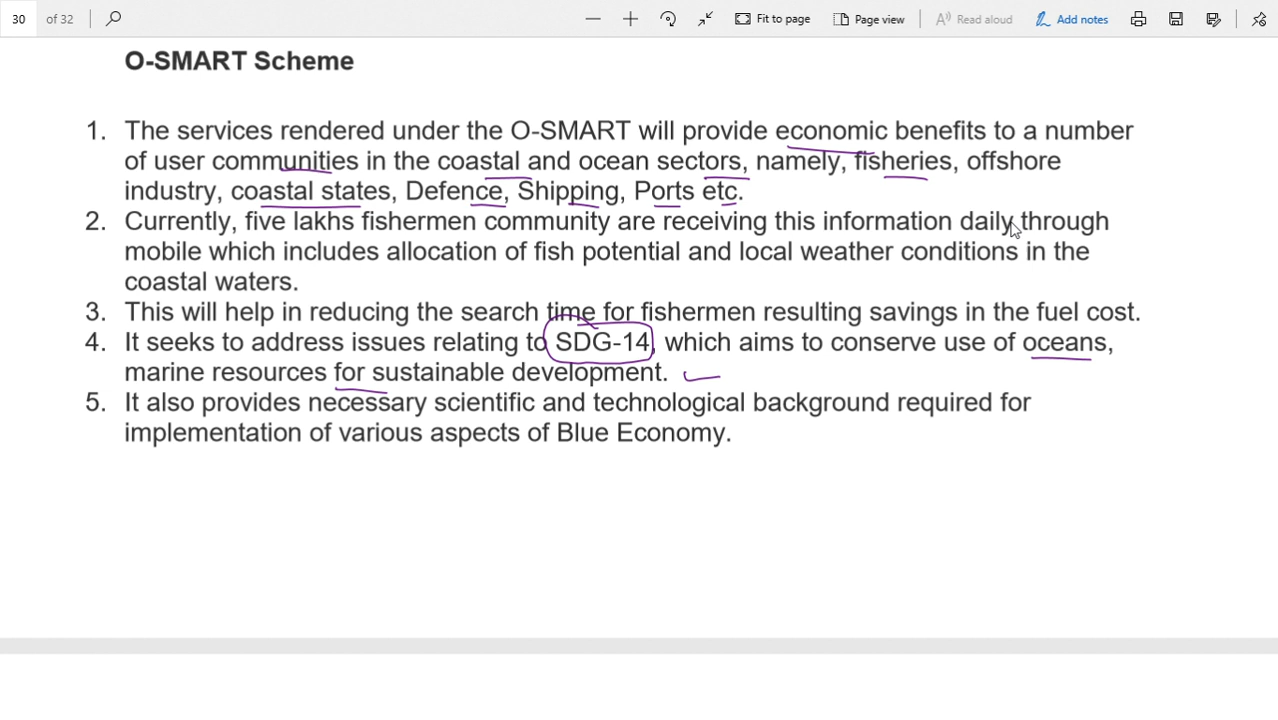 30 of 32 Fit to page Page view Read aloud Add notes
O-SMART Scheme
1. The services rendered under the O-SMART will provide economic benefits to a number
of user communities in the coastal and ocean sectors, namely, fisheries, offshore
industry, coastal states, Defence, Shipping, Ports etc.
2. Currently, five lakhs fishermen community are receiving this information daily through
mobile which includes allocation of fish potential and local weather conditions in the
coastal waters.
3. This will help in reducing the search time for fishermen resulting savings in the fuel cost.
4. It seeks to address issues relating to SDG-14, which aims to conserve use of oceans,
marine resources for sustainable development.
5. It also provides necessary scientific and technological background required for
implementation of various aspects of Blue Economy.